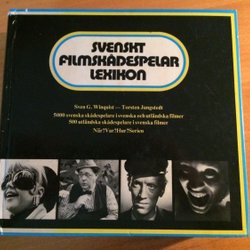 SVENSKT
FILMSKÅDESPELAR
LEXIKON
Sven G. Winquist — Torsten Jungstedt
5000 svenska skådespelare i svenska och utländska filmer
500 utländska skådespelare i svenska filmer
När?Var?Hur?Serien